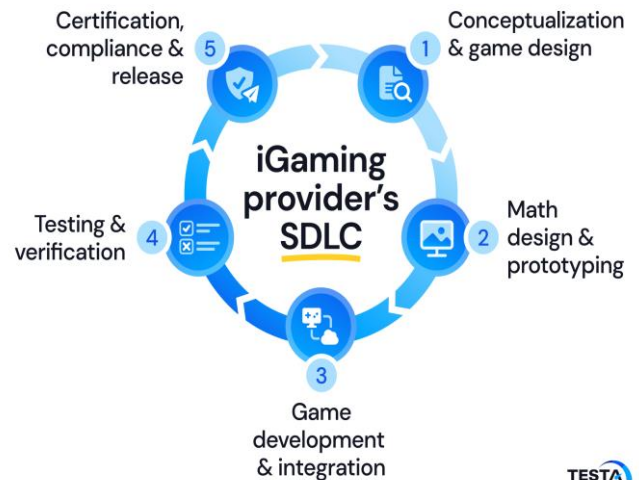 iGaming
provider's
SDLC
1
Conceptualization
& game design
2
Math
design &
prototyping
3
Game
development
& integration
4
Testing &
verification
5
Certification,
compliance &
release
TESTA